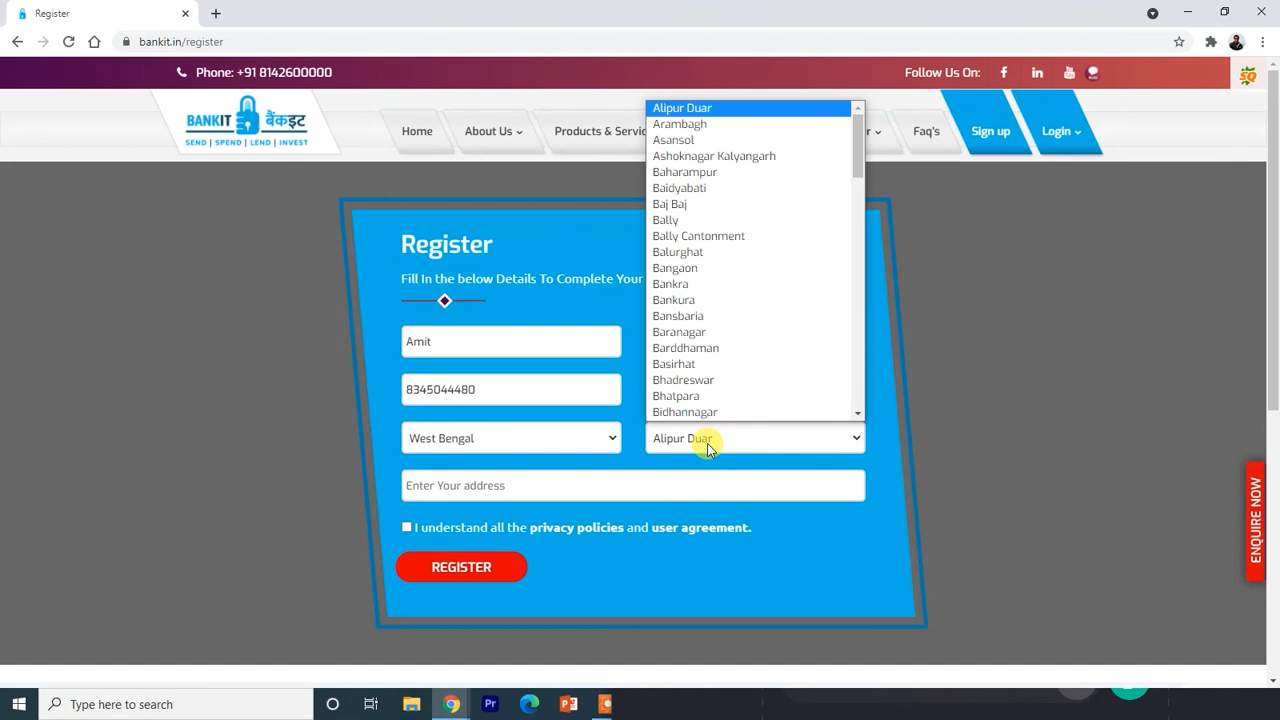 Register
bankit.in/register
Phone: +91 8142600000
Follow Us On:
SQ
BANKIT बैंकइट
SEND | SPEND | LEND | INVEST
Home
About Us
Products & Servic
r
Faq's
Sign up
Login
Alipur Duar
Arambagh
Asansol
Ashoknagar Kalyangarh
Baharampur
Baidyabati
Baj Baj
Bally
Bally Cantonment
Balurghat
Bangaon
Bankra
Bankura
Bansbaria
Baranagar
Barddhaman
Basirhat
Bhadreswar
Bhatpara
Bidhannagar
Register
Fill In the below Details To Complete Your
Amit
8345044480
West Bengal
Alipur Duar
Enter Your address
I understand all the privacy policies and user agreement.
REGISTER
ENQUIRE NOW
Type here to search
Pr